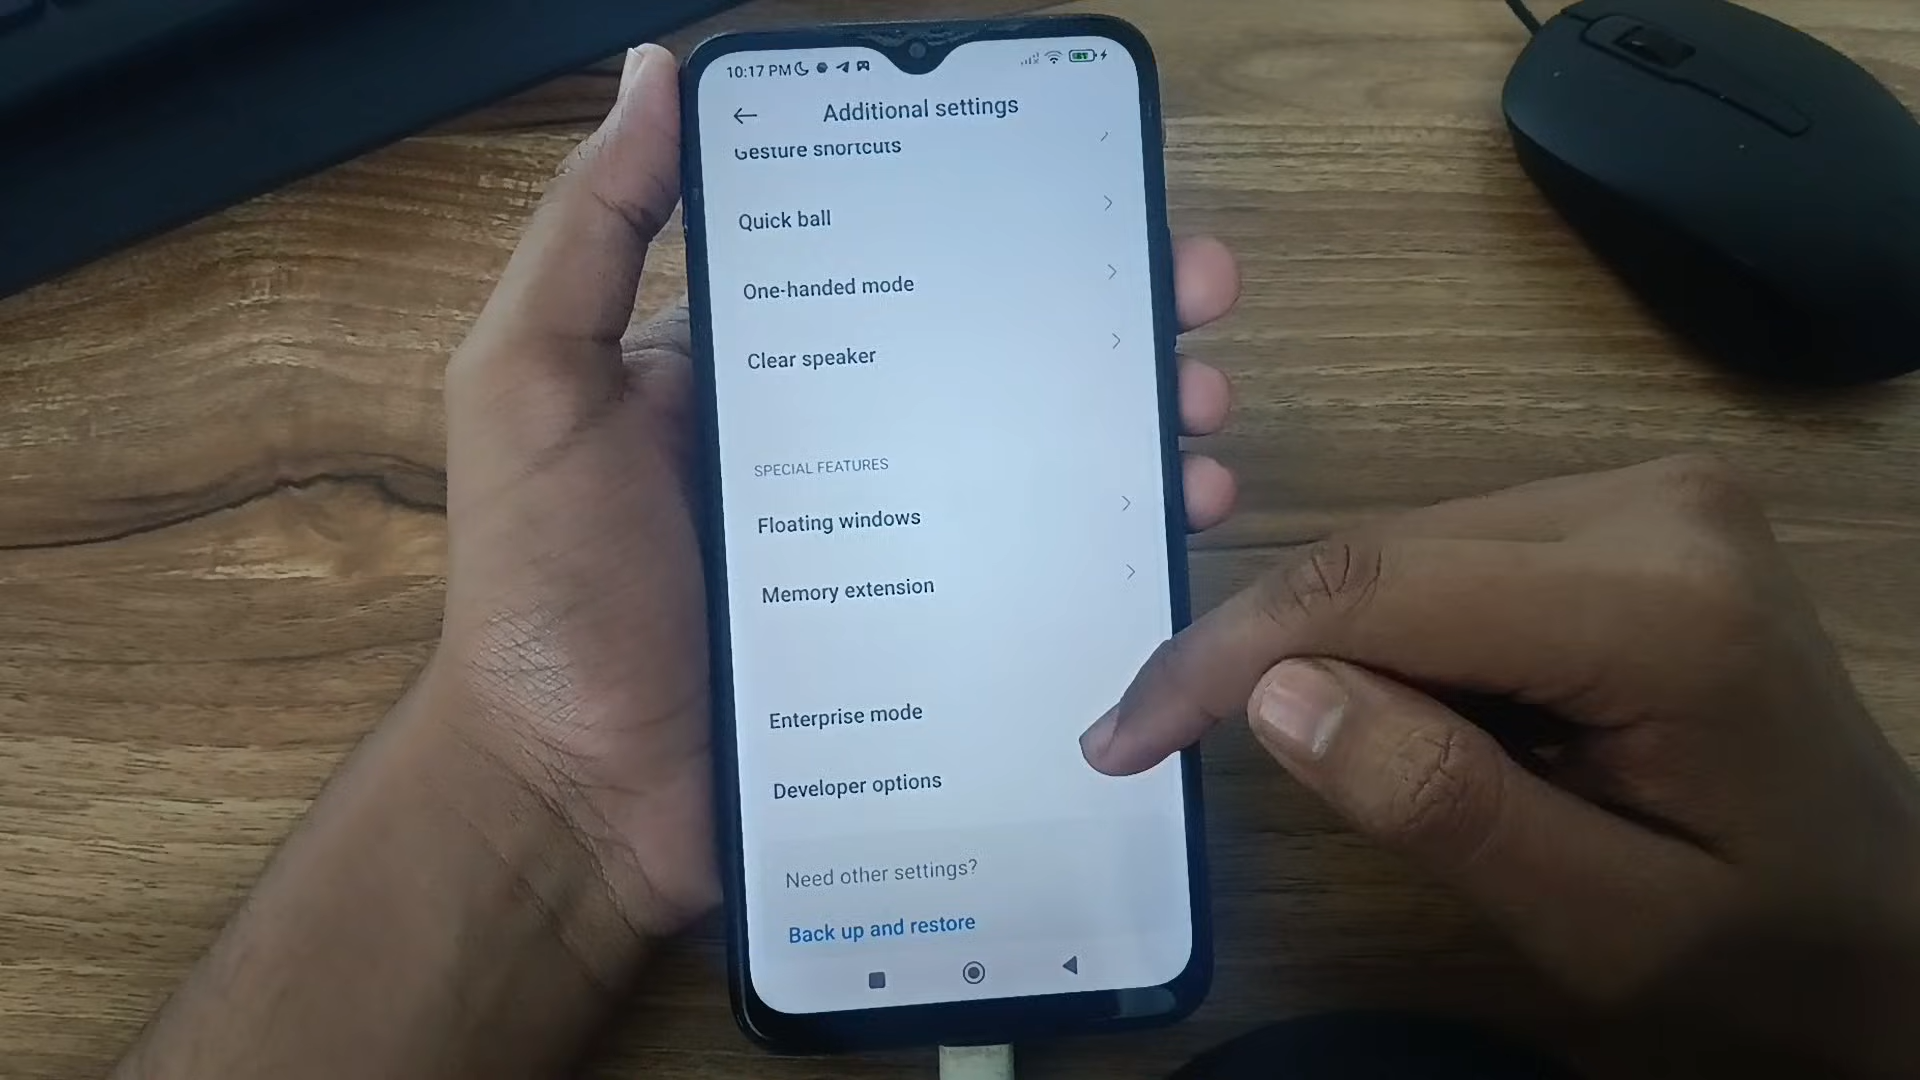 10:17 PM
Additional settings
Gesture shortcuts
Quick ball
One-handed mode
Clear speaker
SPECIAL FEATURES
Floating windows
Memory extension
Enterprise mode
Developer options
Need other settings?
Back up and restore